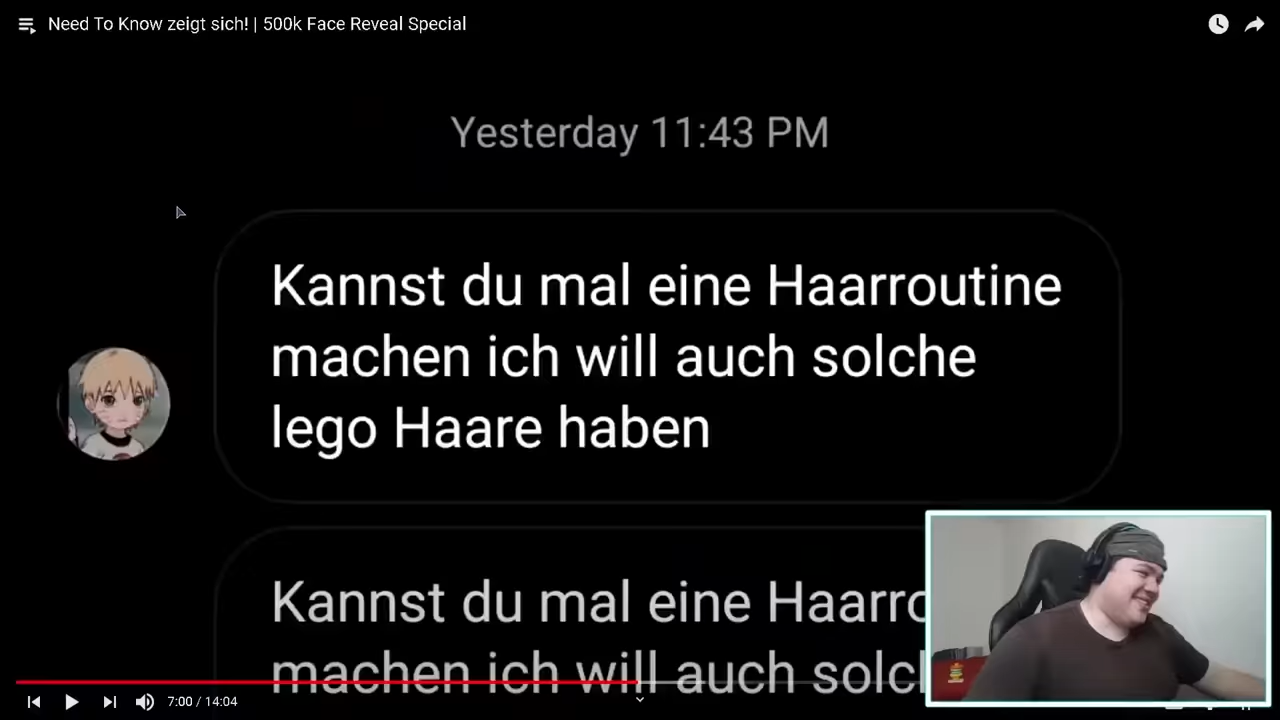 Need To Know zeigt sich! | 500k Face Reveal Special
Yesterday 11:43 PM
Kannst du mal eine Haarroutine
machen ich will auch solche
lego Haare haben
Kannst du mal eine
machen ich will auch
7:00 / 14:04